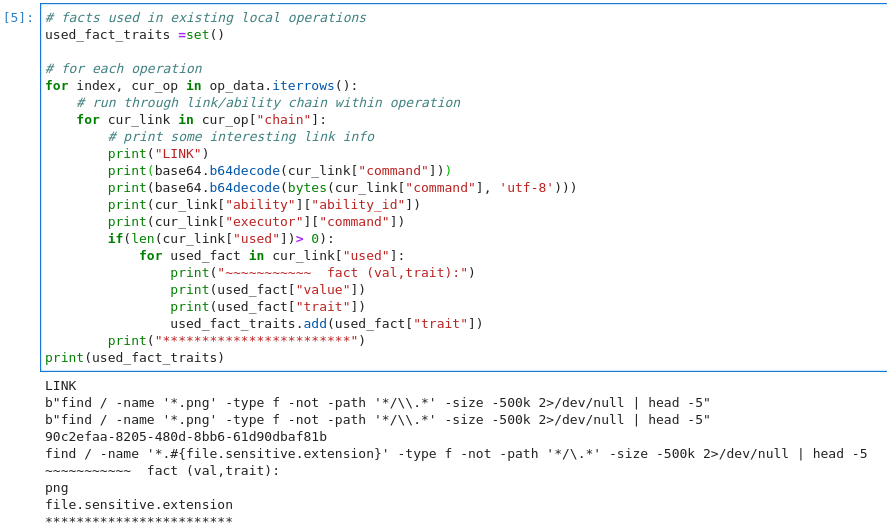 [5]: # facts used in existing local operations
used_fact_traits =set()
# for each operation
for index, cur_op in op_data.iterrows():
    # run through link/ability chain within operation
    for cur_link in cur_op["chain"]:
        # print some interesting link info
        print("LINK")
        print(base64.b64decode(cur_link["command"]))
        print(base64.b64decode(bytes(cur_link["command"], 'utf-8')))
        print(cur_link["ability"]["ability_id"])
        print(cur_link["executor"]["command"])
        if(len(cur_link["used"])> 0):
            for used_fact in cur_link["used"]:
                print("~~~~~~~~~~~  fact (val,trait):")
                print(used_fact["value"])
                print(used_fact["trait"])
                used_fact_traits.add(used_fact["trait"])
        print("************************")
print(used_fact_traits)
LINK
b"find / -name '*.png' -type f -not -path '*/\\.*' -size -500k 2>/dev/null | head -5"
b"find / -name '*.png' -type f -not -path '*/\\.*' -size -500k 2>/dev/null | head -5"
90c2efaa-8205-480d-8bb6-61d90dbaf81b
find / -name '*.#{file.sensitive.extension}' -type f -not -path '*/\.*' -size -500k 2>/dev/null | head -5
~~~~~~~~~~~  fact (val,trait):
png
file.sensitive.extension
************************